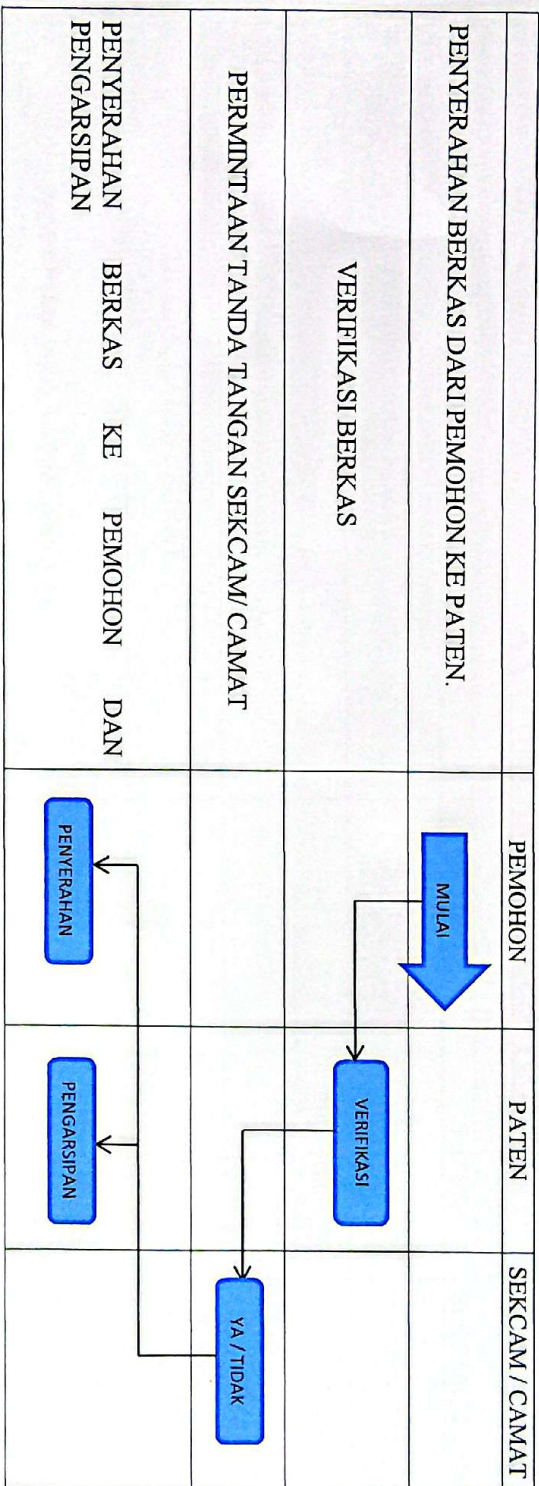 PEMOHON
PATEN
SEKCAM / CAMAT
PENYERAHAN BERKAS DARI PEMOHON KE PATEN.
MULAI
VERIFIKASI BERKAS
VERIFIKASI
PERMINTAAN TANDA TANGAN SEKCAM/ CAMAT
YA / TIDAK
PENYERAHAN BERKAS KE PEMOHON DAN
PENGARSIPAN
PENYERAHAN
PENGARSIPAN